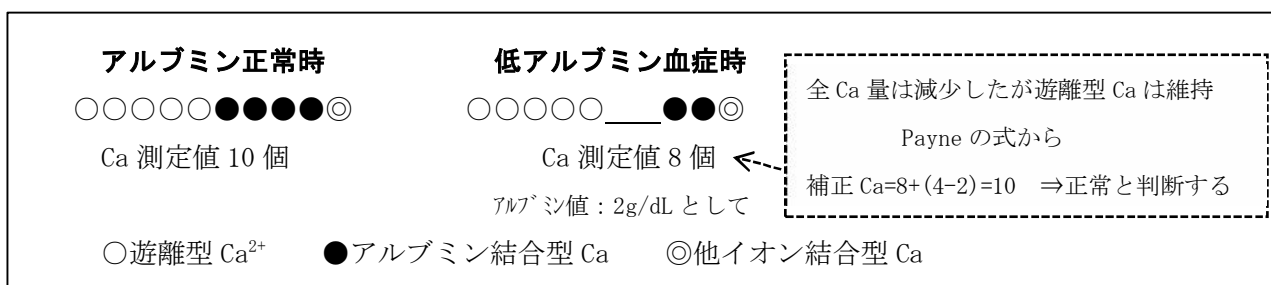 アルブミン正常時
○○○○○●●●●◎
Ca 測定値 10 個
低アルブミン血症時
○○○○○＿＿●●◎
Ca 測定値 8 個
ｱﾙﾌﾞﾐﾝ値：2g/dL として
全 Ca 量は減少したが遊離型 Ca は維持
Payne の式から
補正 Ca=8+(4-2)=10　⇒正常と判断する
○遊離型 Ca²⁺　●アルブミン結合型 Ca　◎他イオン結合型 Ca